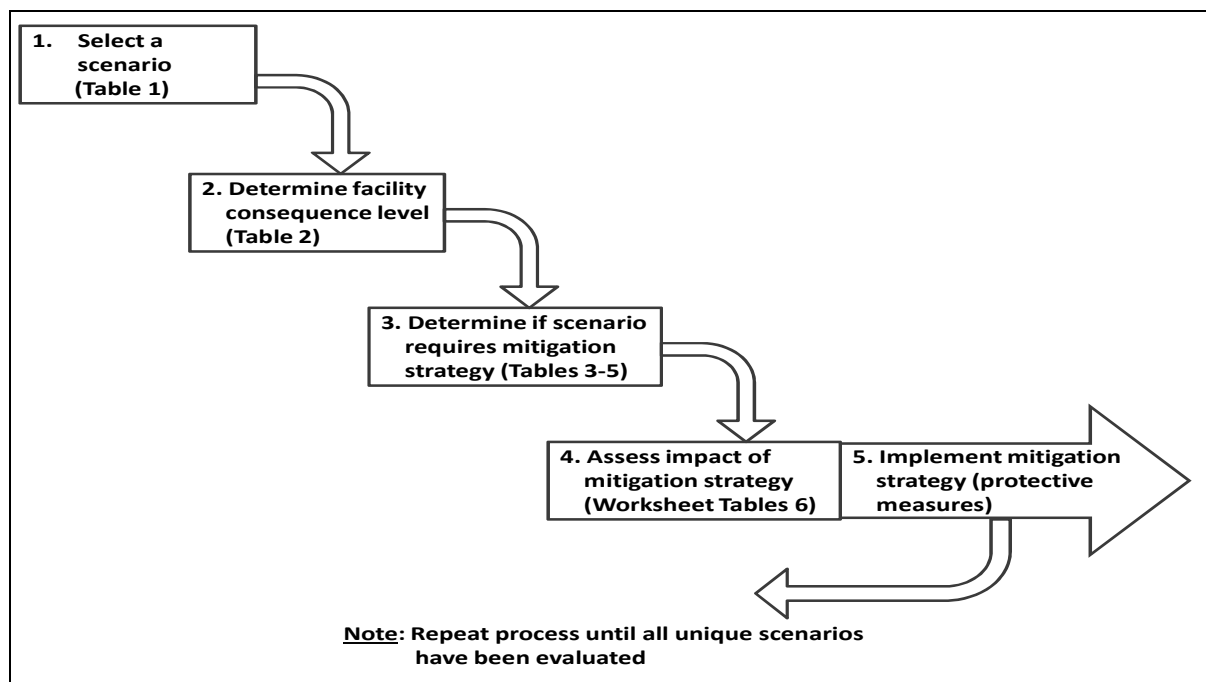 1. Select a
scenario
(Table 1)
2. Determine facility
consequence level
(Table 2)
3. Determine if scenario
requires mitigation
strategy (Tables 3-5)
4. Assess impact of
mitigation strategy
(Worksheet Tables 6)
5. Implement mitigation
strategy (protective
measures)
Note: Repeat process until all unique scenarios
have been evaluated